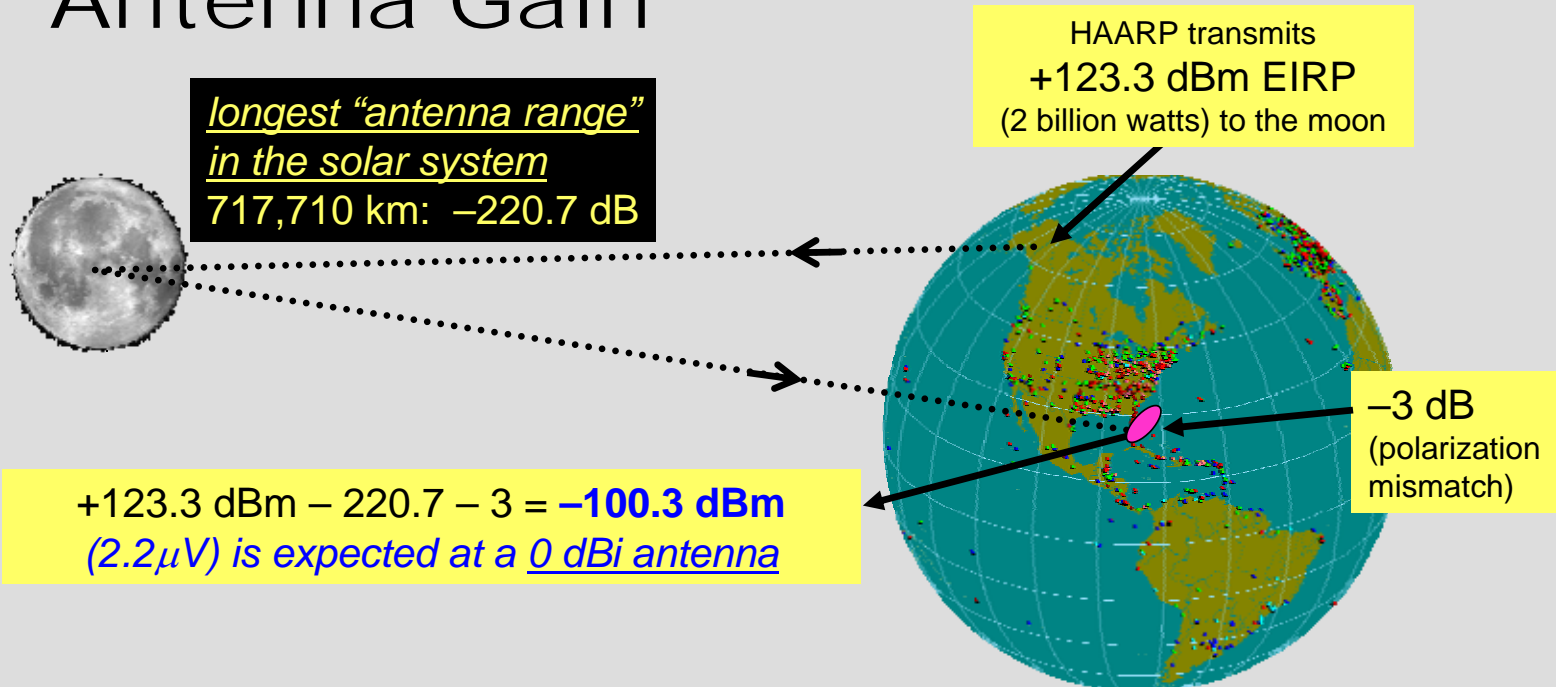 Antenna Gain
HAARP transmits
+123.3 dBm EIRP
(2 billion watts) to the moon
longest “antenna range”
in the solar system
717,710 km: –220.7 dB
–3 dB
(polarization
mismatch)
+123.3 dBm – 220.7 – 3 = –100.3 dBm
(2.2μV) is expected at a 0 dBi antenna